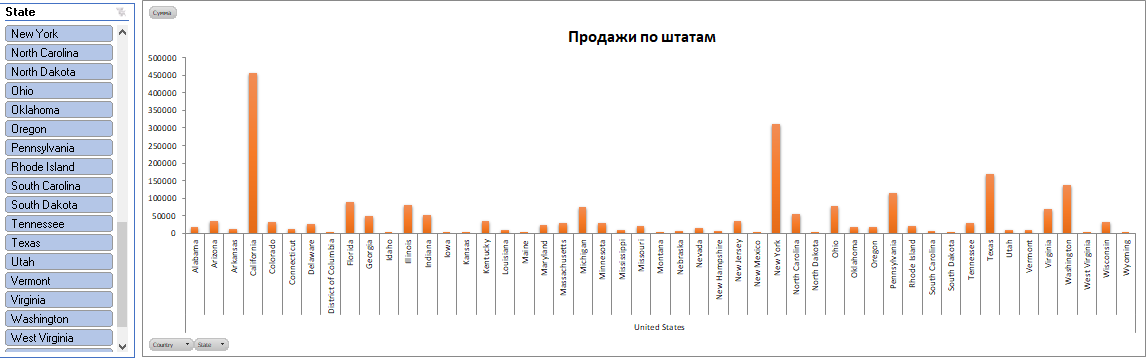 State
New York
North Carolina
North Dakota
Ohio
Oklahoma
Oregon
Pennsylvania
Rhode Island
South Carolina
South Dakota
Tennessee
Texas
Utah
Vermont
Virginia
Washington
West Virginia
Сумма
Продажи по штатам
500000
450000
400000
350000
300000
250000
200000
150000
100000
50000
0
Alabama
Arizona
Arkansas
California
Colorado
Connecticut
Delaware
District of Columbia
Florida
Georgia
Idaho
Illinois
Indiana
Iowa
Kansas
Kentucky
Louisiana
Maine
Maryland
Massachusetts
Michigan
Minnesota
Mississippi
Missouri
Montana
Nebraska
Nevada
New Hampshire
New Jersey
New Mexico
New York
North Carolina
North Dakota
Ohio
Oklahoma
Oregon
Pennsylvania
Rhode Island
South Carolina
South Dakota
Tennessee
Texas
Utah
Vermont
Virginia
Washington
West Virginia
Wisconsin
Wyoming
United States
Country
State